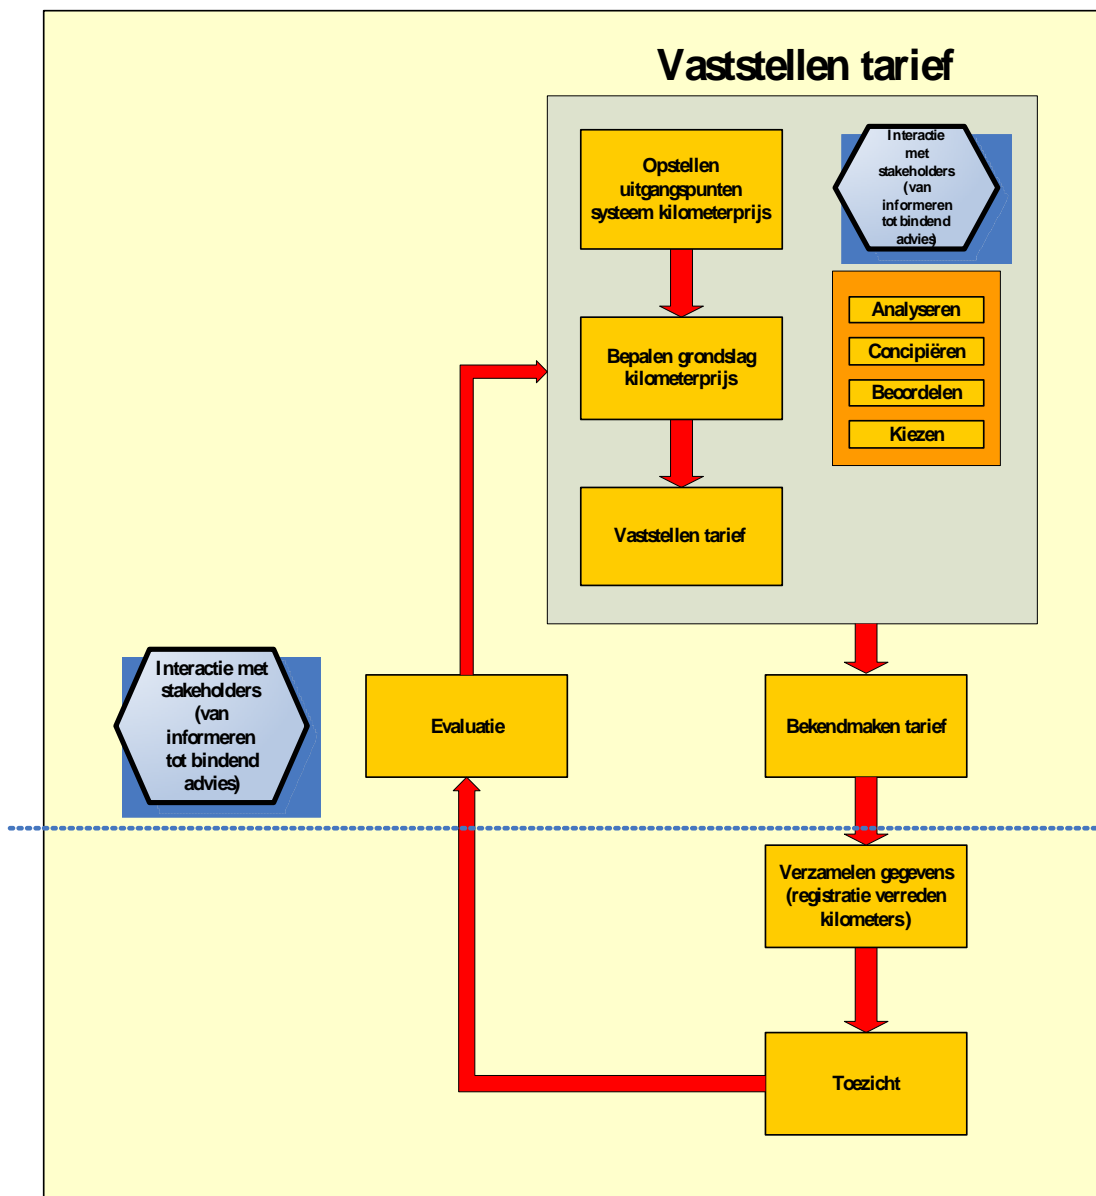 Vaststellen tarief
Opstellen
uitgangspunten
systeem kilometerprijs
Interactie
met
stakeholders
(van
informeren
tot bindend
advies)
Analyseren
Concipiëren
Beoordelen
Kiezen
Bepalen grondslag
kilometerprijs
Vaststellen tarief
Interactie met
stakeholders
(van
informeren
tot bindend
advies)
Evaluatie
Bekendmaken tarief
Verzamelen gegevens
(registratie verreden
kilometers)
Toezicht